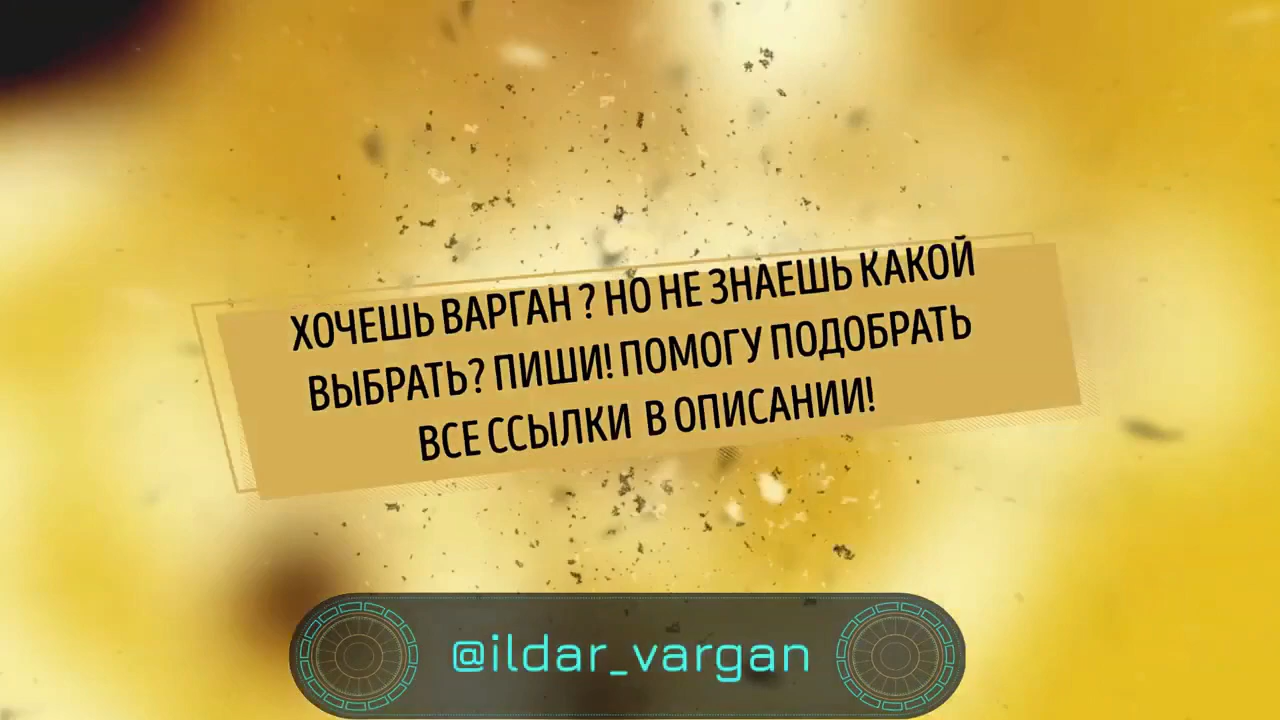 ХОЧЕШЬ ВАРГАН ? НО НЕ ЗНАЕШЬ КАКОЙ
ВЫБРАТЬ? ПИШИ! ПОМОГУ ПОДОБРАТЬ
ВСЕ ССЫЛКИ В ОПИСАНИИ!
@ildar_vargan